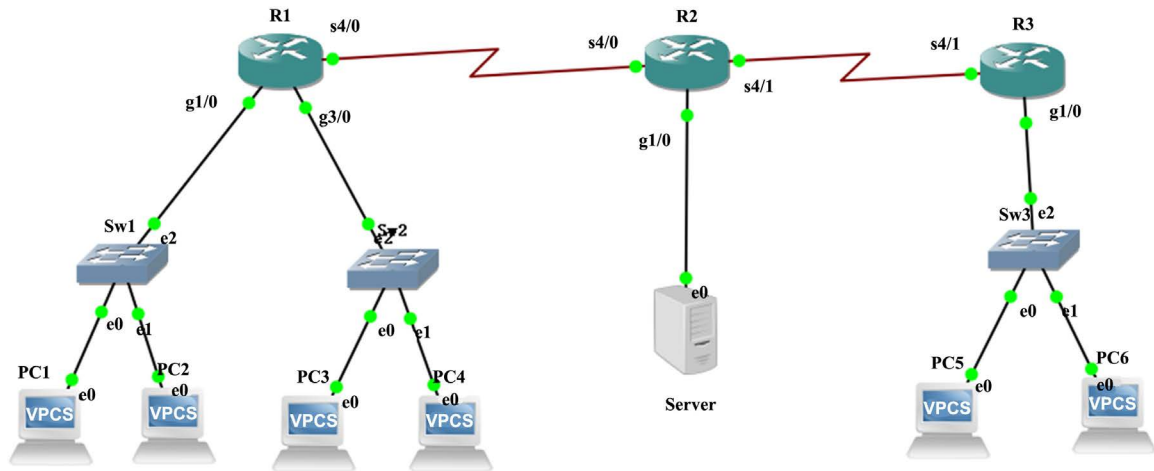 R1
R2
R3
s4/0
s4/0
s4/1
s4/1
g1/0
g3/0
g1/0
g1/0
Sw1
e2
e2
Sw3
e2
e0
e1
e0
e1
e0
e0
e1
PC1
PC2
PC3
PC4
PC5
PC6
e0
e0
e0
e0
e0
e0
VPCS
VPCS
VPCS
VPCS
VPCS
VPCS
Server